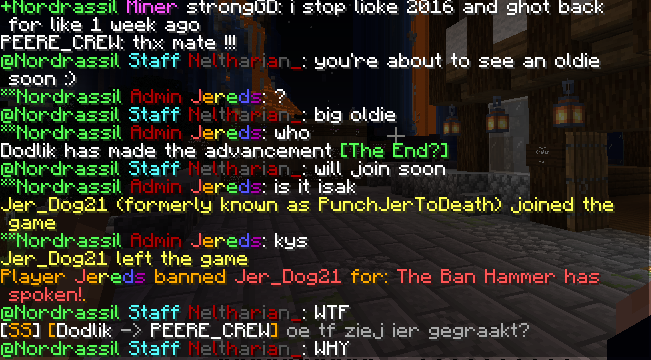 +Nordrassil Miner strongGD: i stop lioke 2016 and ghot back
for like 1 week ago
PEERE_CREW: thx mate !!!
@Nordrassil Staff Neltharian_: you're about to see an oldie
soon :)
**Nordrassil Admin Jereds: ?
@Nordrassil Staff Neltharian_: big oldie
**Nordrassil Admin Jereds: who
Dodlik has made the advancement [The End?]
@Nordrassil Staff Neltharian_: will join soon
**Nordrassil Admin Jereds: is it isak
Jer_Dog21 (formerly known as PunchJerToDeath) joined the
game
**Nordrassil Admin Jereds: kys
Jer_Dog21 left the game
Player Jereds banned Jer_Dog21 for: The Ban Hammer has
spoken!.
@Nordrassil Staff Neltharian_: WTF
[SS] [Dodlik -> PEERE_CREW] oe tf ziej ier gegraakt?
@Nordrassil Staff Neltharian_: WHY